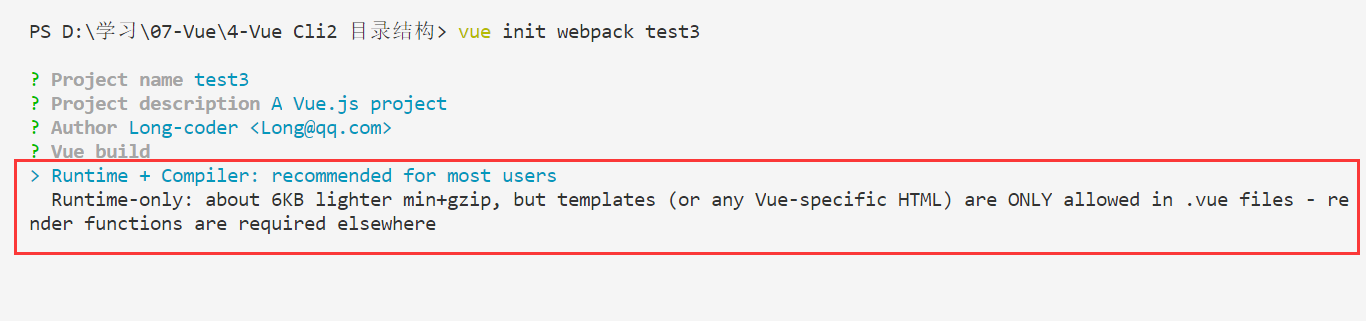 PS D:\学习\07-Vue\4-Vue Cli2 目录结构> vue init webpack test3
? Project name test3
? Project description A Vue.js project
? Author Long-coder <Long@qq.com>
? Vue build
> Runtime + Compiler: recommended for most users
Runtime-only: about 6KB lighter min+gzip, but templates (or any Vue-specific HTML) are ONLY allowed in .vue files - re
nder functions are required elsewhere